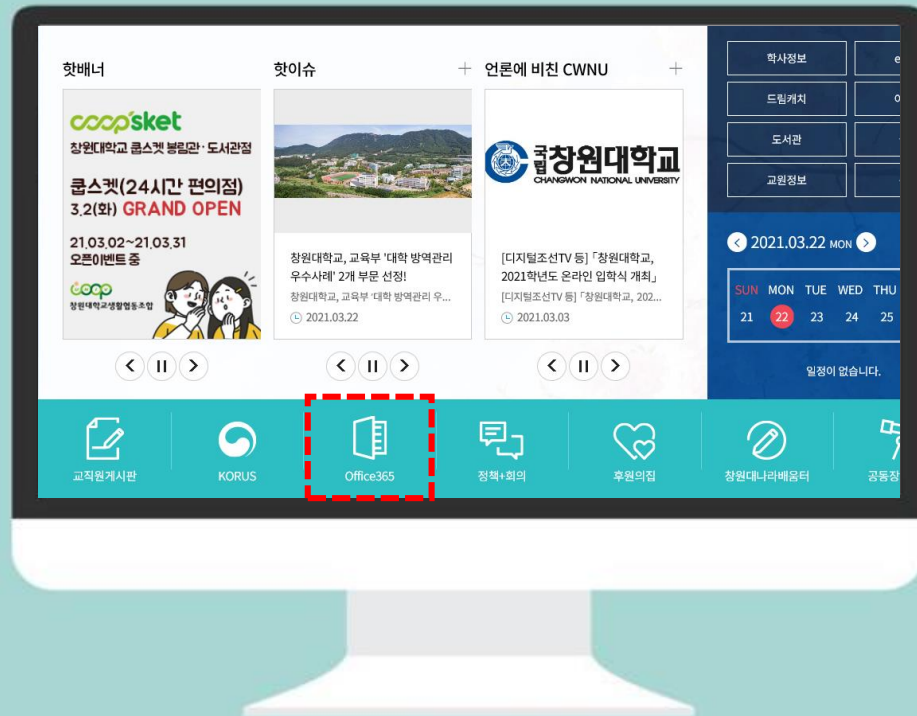 핫배너
coop'sket
창원대학교 쿱스켓 봉림관·도서관점
쿱스켓(24시간 편의점)
3.2(화) GRAND OPEN
21.03.02~21.03.31
오픈이벤트 중
coop
창원대학교생활협동조합
핫이슈
창원대학교, 교육부 '대학 방역관리
우수사례' 2개 부문 선정!
창원대학교, 교육부 '대학 방역관리 우...
2021.03.22
언론에 비친 CWNU
국립창원대학교
CHANGWON NATIONAL UNIVERSITY
[디지털조선TV 등] 「창원대학교,
2021학년도 온라인 입학식 개최」
[디지털조선TV 등] 「창원대학교, 202...
2021.03.03
학사정보
드림캐치
도서관
교원정보
2021.03.22 MON
SUN MON TUE WED THU
21 22 23 24 25
일정이 없습니다.
교직원게시판
KORUS
Office365
정책+회의
후원의집
창원대나라배움터
공동장